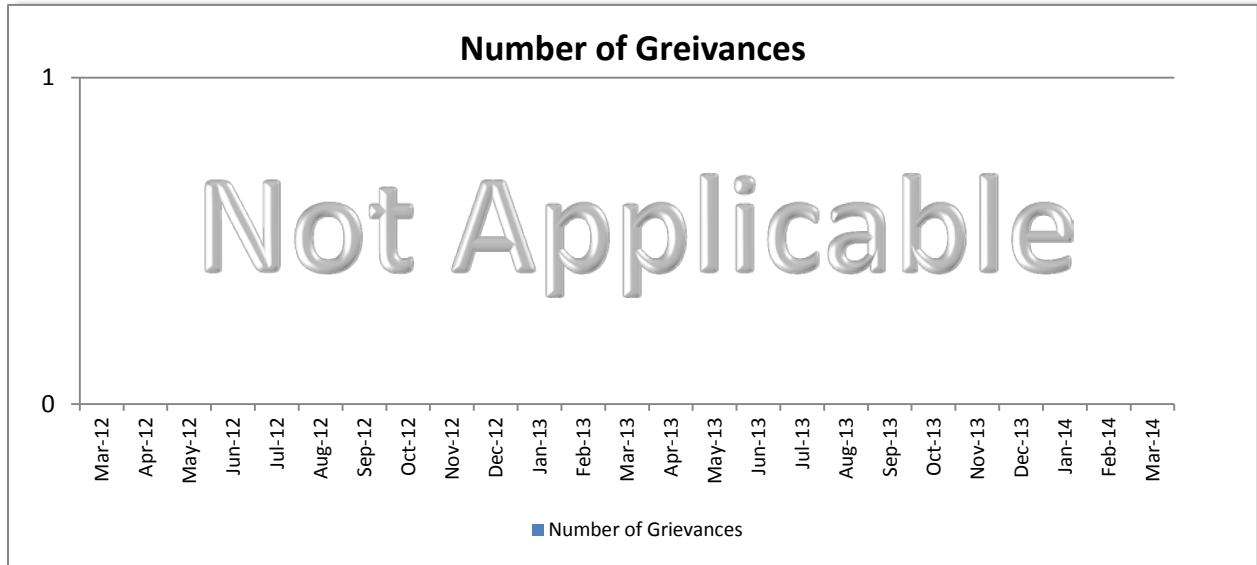 Number of Greivances
1
Not Applicable
0
Mar-12
Apr-12
May-12
Jun-12
Jul-12
Aug-12
Sep-12
Oct-12
Nov-12
Dec-12
Jan-13
Feb-13
Mar-13
Apr-13
May-13
Jun-13
Jul-13
Aug-13
Sep-13
Oct-13
Nov-13
Dec-13
Jan-14
Feb-14
Mar-14
Number of Grievances